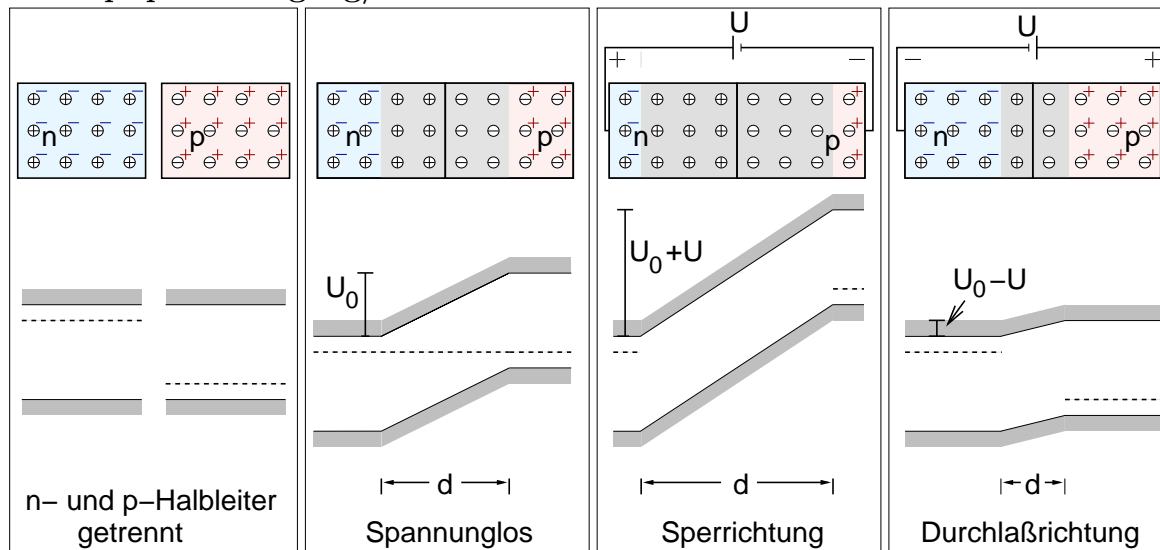 n
p
n− und p−Halbleiter
getrennt
n
p
U0
d
Spannunglos
U
+
−
n
p
U0+U
d
Sperrichtung
U
−
+
n
p
U0−U
d
Durchlaßrichtung